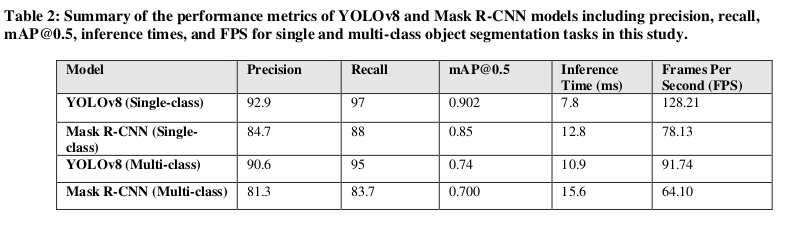 Table 2: Summary of the performance metrics of YOLOv8 and Mask R-CNN models including precision, recall,
mAP@0.5, inference times, and FPS for single and multi-class object segmentation tasks in this study.
Model Precision Recall mAP@0.5 Inference Time (ms) Frames Per Second (FPS)
YOLOv8 (Single-class) 92.9 97 0.902 7.8 128.21
Mask R-CNN (Single-class) 84.7 88 0.85 12.8 78.13
YOLOv8 (Multi-class) 90.6 95 0.74 10.9 91.74
Mask R-CNN (Multi-class) 81.3 83.7 0.700 15.6 64.10